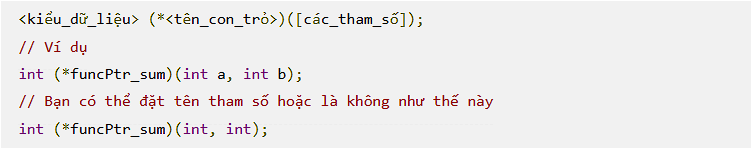 <kiểu_dữ_liệu> (*<tên_con_trỏ>)([các_tham_số]);
// Ví dụ
int (*funcPtr_sum)(int a, int b);
// Bạn có thể đặt tên tham số hoặc là không như thế này
int (*funcPtr_sum)(int, int);